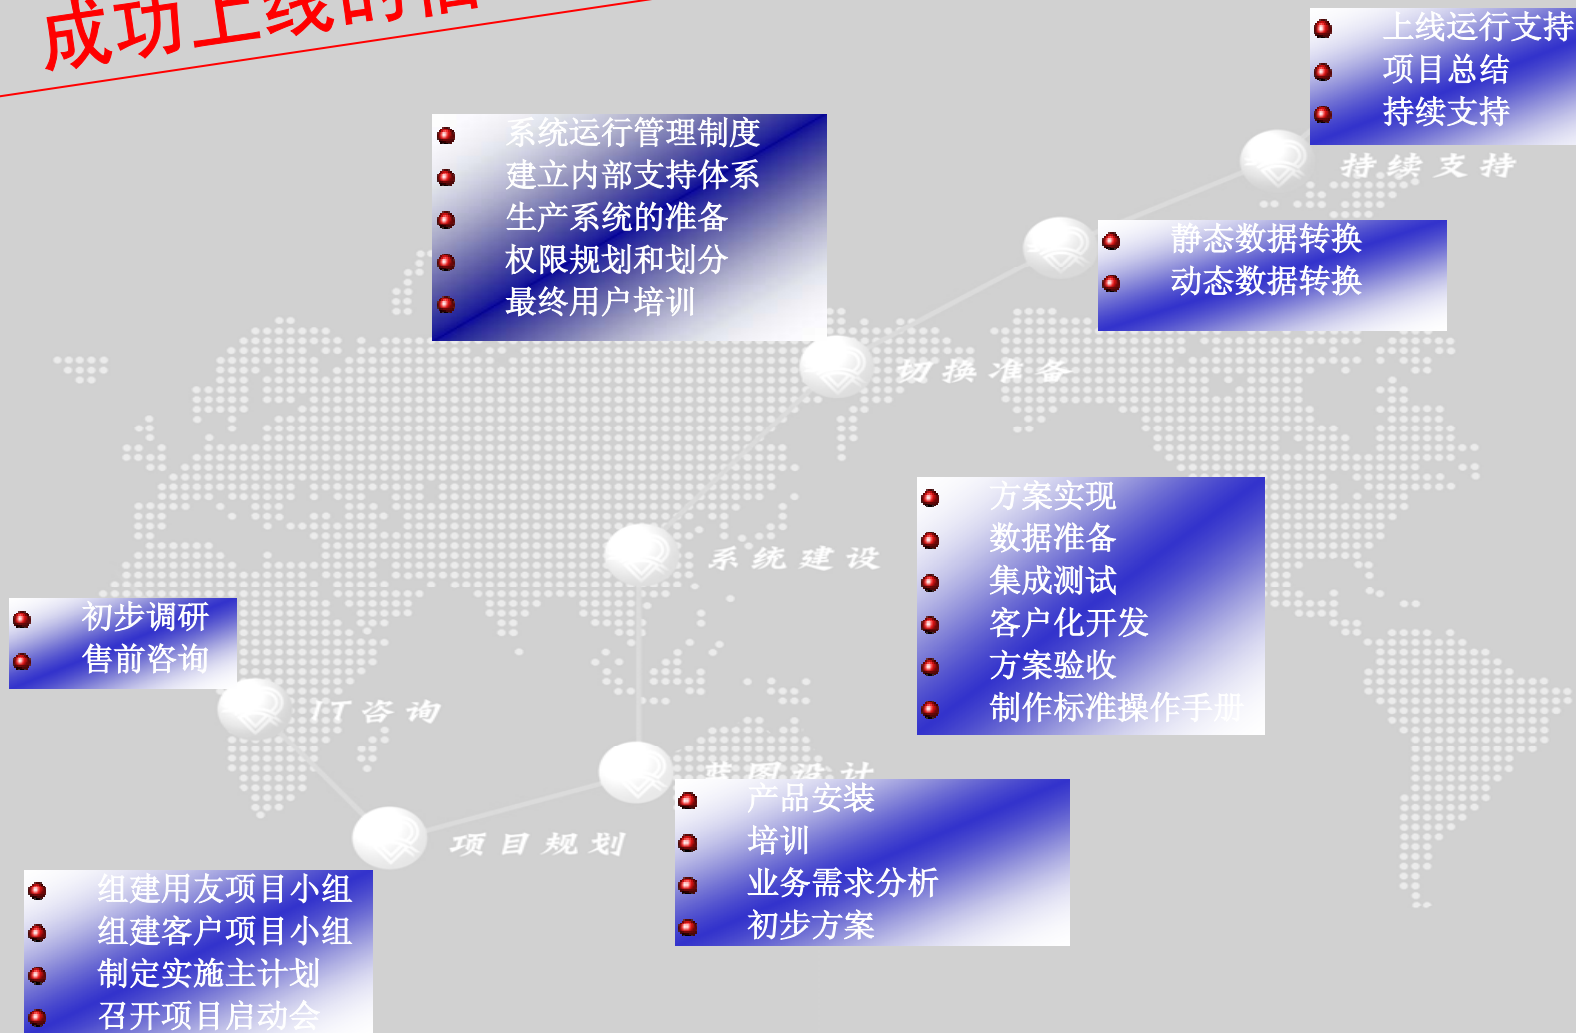 成功上线的
上线运行支持
项目总结
持续支持
持续支持
系统运行管理制度
建立内部支持体系
生产系统的准备
权限规划和划分
最终用户培训
静态数据转换
动态数据转换
切换准备
方案实现
数据准备
集成测试
客户化开发
方案验收
制作标准操作手册
系统建设
初步调研
售前咨询
IT咨询
蓝图设计
产品安装
培训
业务需求分析
初步方案
项目规划
组建用友项目小组
组建客户项目小组
制定实施主计划
召开项目启动会